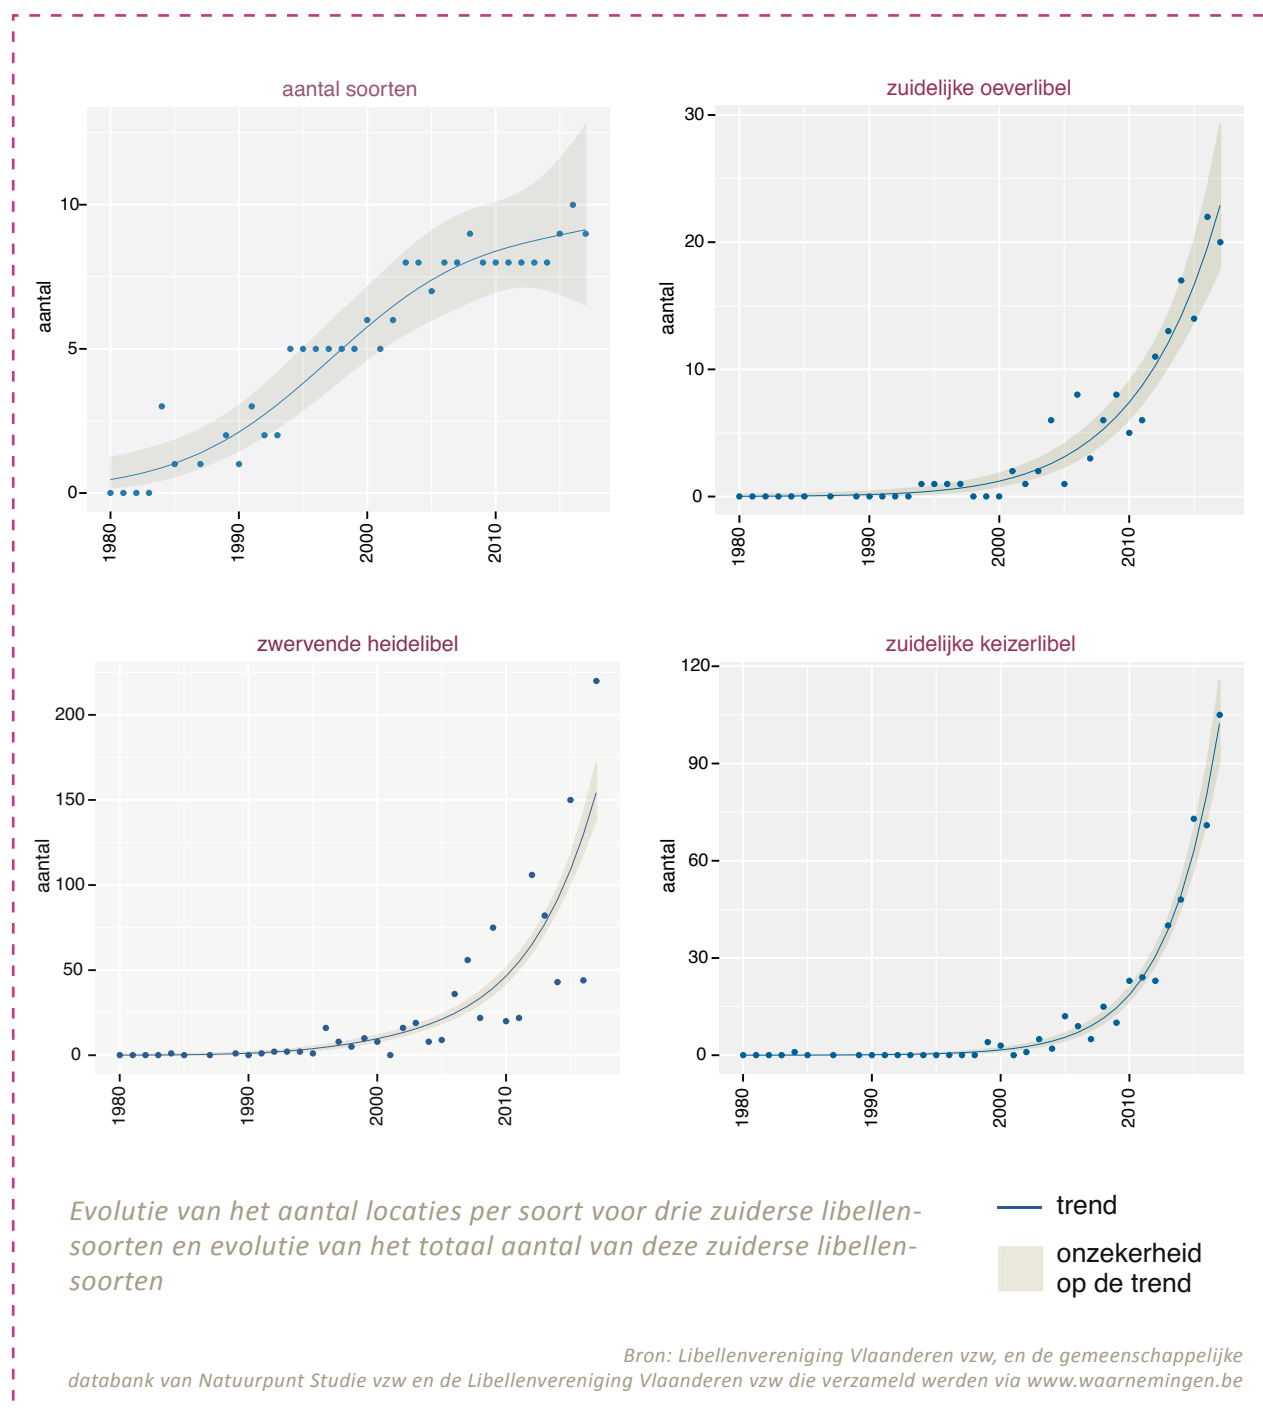 aantal soorten
aantal
10
5
0
1980
1990
2000
2010
zuidelijke oeverlibel
aantal
30
20
10
0
1980
1990
2000
2010
zwervende heidelibel
aantal
200
150
100
50
0
1980
1990
2000
2010
zuidelijke keizerlibel
aantal
120
90
60
30
0
1980
1990
2000
2010
Evolutie van het aantal locaties per soort voor drie zuiderse libellen-
soorten en evolutie van het totaal aantal van deze zuiderse libellen-
soorten
trend
onzekerheid
op de trend
Bron: Libellenvereniging Vlaanderen vzw, en de gemeenschappelijke
databank van Natuurpunt Studie vzw en de Libellenvereniging Vlaanderen vzw die verzameld werden via www.waarnemingen.be